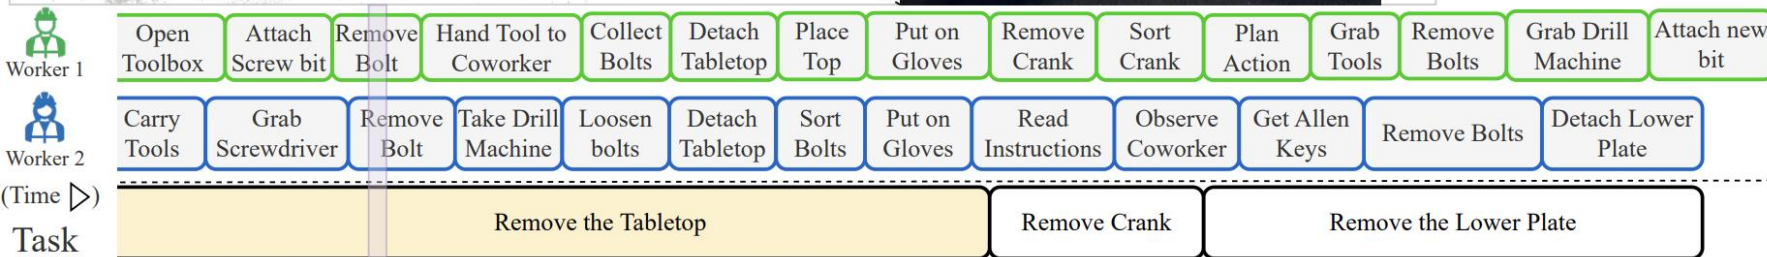 Open Attach Remove Hand Tool to Collect Detach Place Put on Remove Sort Plan Grab Remove Grab Drill Attach new
Toolbox Screw bit Bolt Coworker Bolts Tabletop Top Gloves Crank Crank Action Tools Bolts Machine bit
Worker 1
Carry Grab Remove Take Drill Loosen Detach Sort Put on Read Observe Get Allen Remove Bolts Detach Lower
Tools Screwdriver Bolt Machine bolts Tabletop Bolts Gloves Instructions Coworker Keys Plate
Worker 2
(Time ▷)
Task
Remove the Tabletop Remove Crank Remove the Lower Plate